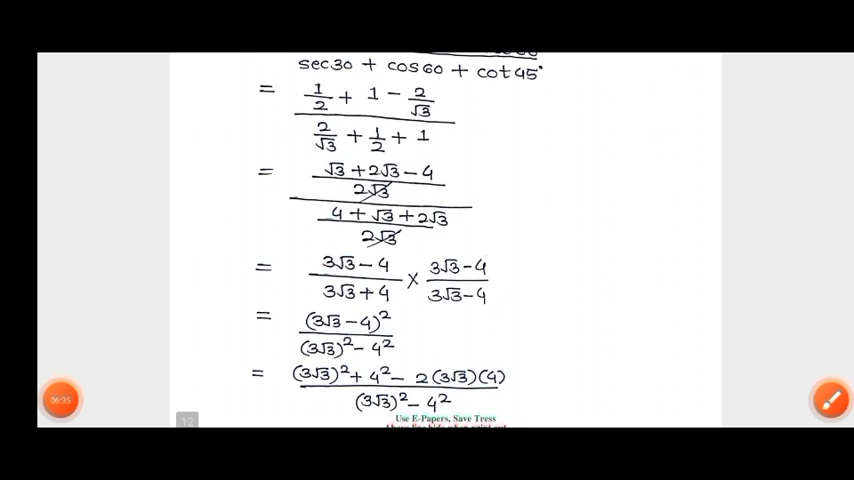 sec30 + cos60 + cot45°
= 1/2 + 1 - 2/√3
2/√3 + 1/2 + 1
= √3 + 2√3 - 4
2√3
4 + √3 + 2√3
2√3
= 3√3 - 4 / 3√3 + 4 × 3√3 - 4 / 3√3 - 4
= (3√3 - 4)²
(3√3)² - 4²
= (3√3)² + 4² - 2(3√3)(4)
(3√3)² - 4²
06:35
12
Use E-Papers, Save Tress